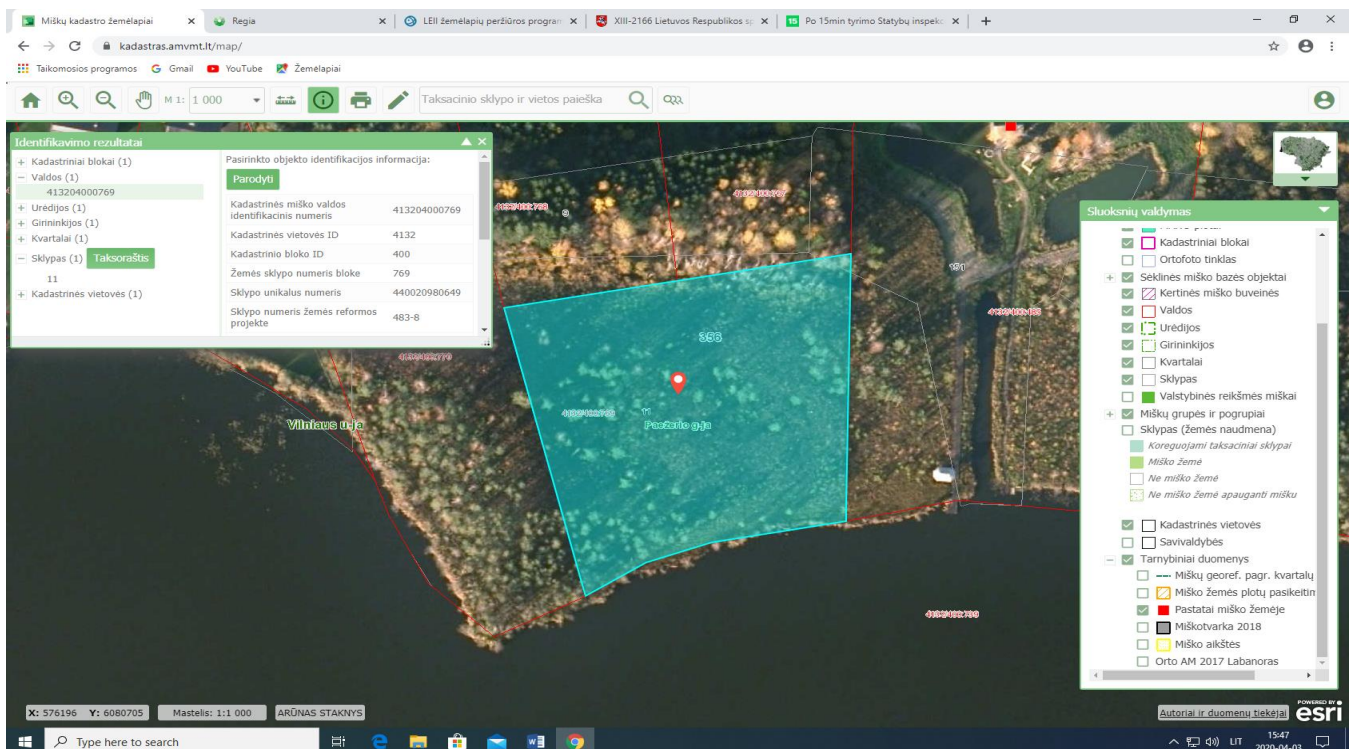 Miškų kadastro žemėlapiai
Regia
LEII žemėlapių peržiūros program
XIII-2166 Lietuvos Respublikos sp
Po 15min tyrimo Statybų inspekc
kadastras.amvmt.lt/map/
Taikomosios programos Gmail YouTube Žemėlapiai
M 1: 1 000
Taksacinio sklypo ir vietos paieška
Identifikavimo rezultatai
+ Kadastriniai blokai (1)
− Valdos (1)
413204000769
+ Urėdijos (1)
+ Girininkijos (1)
+ Kvartalai (1)
− Sklypas (1) Taksoraštis
11
+ Kadastrinės vietovės (1)
Pasirinkto objekto identifikacijos informacija:
Parodyti
Kadastrinės miško valdos identifikacinis numeris 413204000769
Kadastrinės vietovės ID 4132
Kadastrinio bloko ID 400
Žemės sklypo numeris bloke 769
Sklypo unikalus numeris 440020980649
Sklypo numeris žemės reformos projekte 483-8
9
151
356
11
Vilniaus u-ja
Paežerio g-ja
Sluoksnių valdymas
Kadastriniai blokai
Ortofoto tinklas
+ Sėklinės miško bazės objektai
Kertinės miško buveinės
Valdos
Urėdijos
Girininkijos
Kvartalai
Sklypas
Valstybinės reikšmės miškai
+ Miškų grupės ir pogrupiai
Sklypas (žemės naudmena)
Koreguojami taksaciniai sklypai
Miško žemė
Ne miško žemė
Ne miško žemė apauganti mišku
Kadastrinės vietovės
Savivaldybės
− Tarnybiniai duomenys
Miškų georef. pagr. kvartalų
Miško žemės plotų pasikeitim
Pastatai miško žemėje
Miškotvarka 2018
Miško aikštės
Orto AM 2017 Labanoras
X: 576196 Y: 6080705
Mastelis: 1:1 000
ARŪNAS STAKNYS
Autoriai ir duomenų tiekėjai
POWERED BY
esri
Type here to search
LIT
15:47
2020-04-03